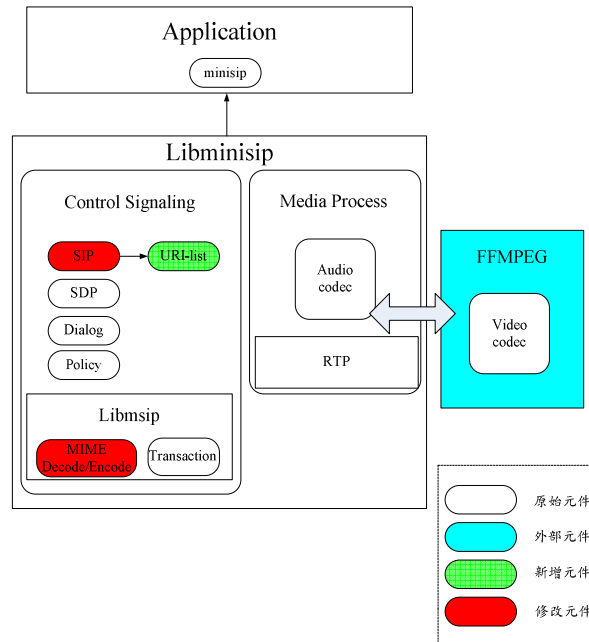 Application
minisip
Libminisip
Control Signaling
SIP
URI-list
SDP
Dialog
Policy
Libmsip
MIME
Decode/Encode
Transaction
Media Process
Audio
codec
RTP
FFMPEG
Video
codec
原始元件
外部元件
新增元件
修改元件